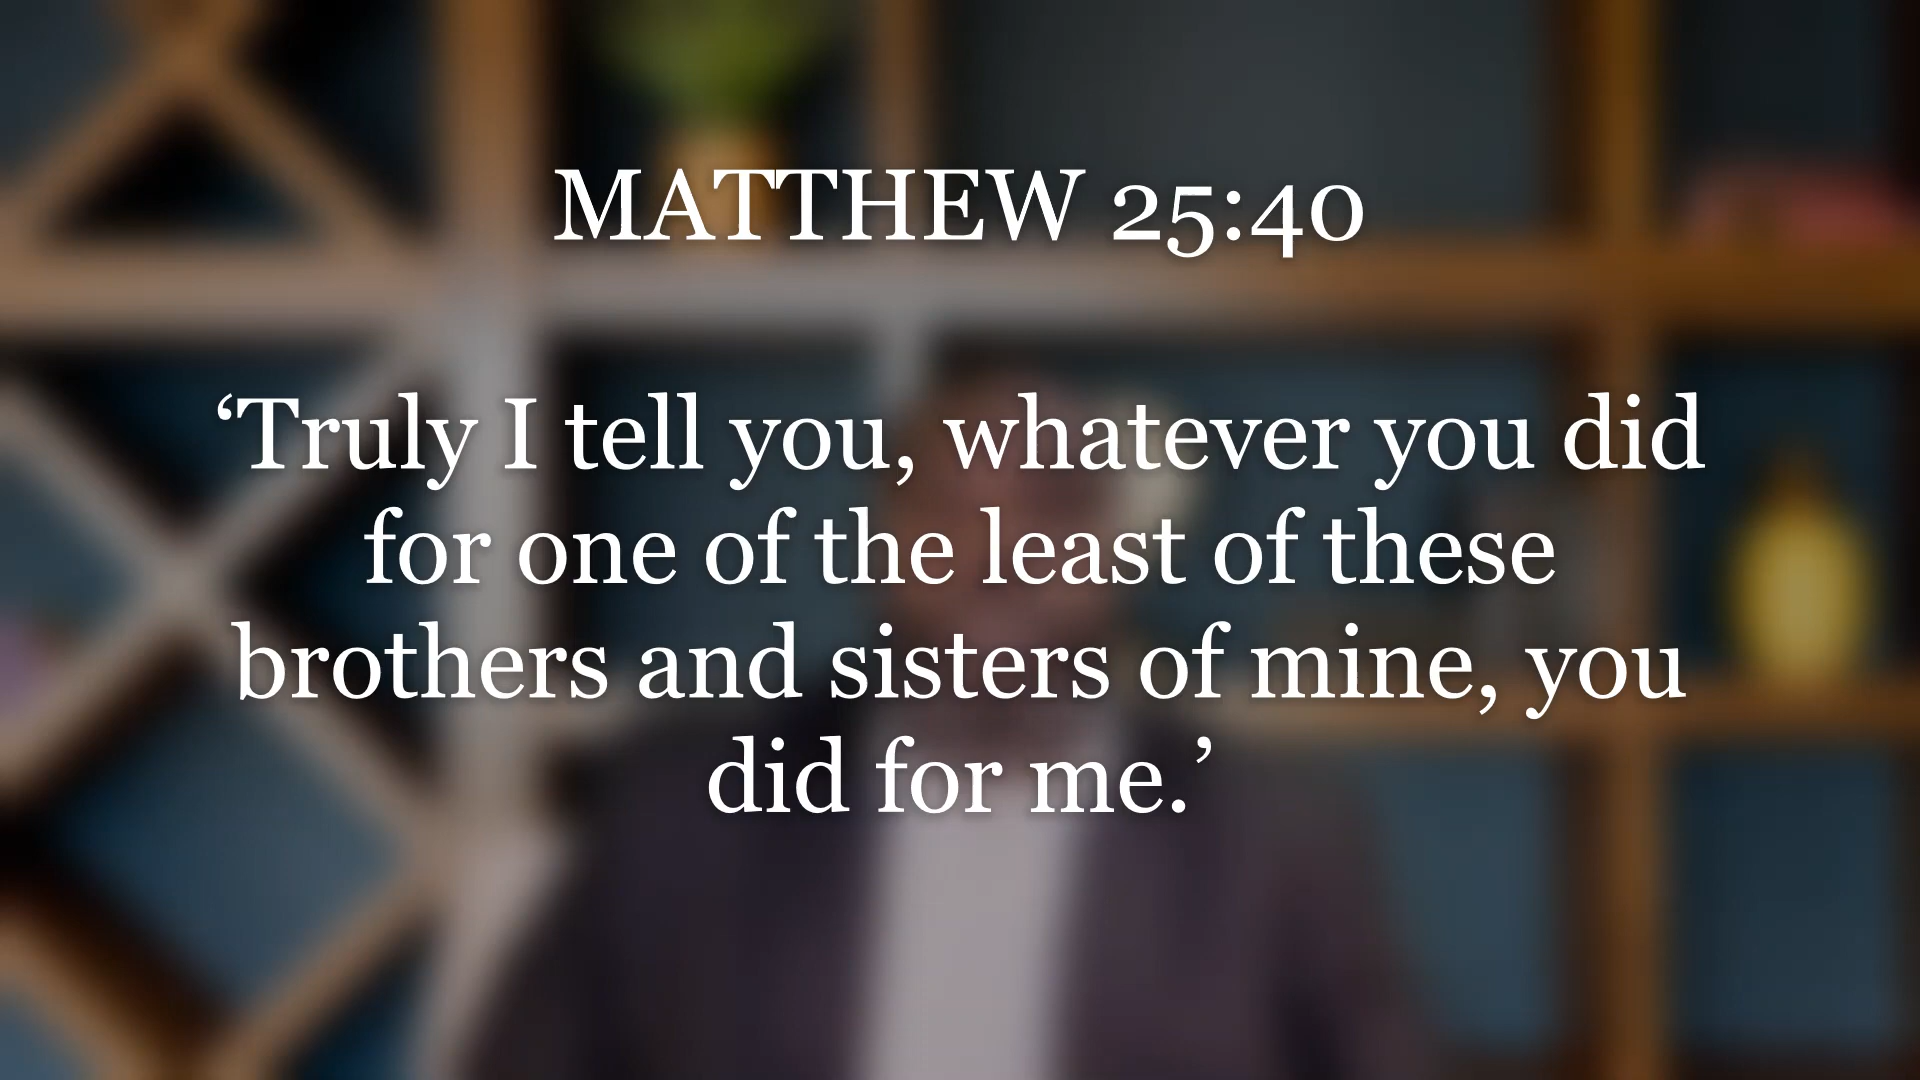 MATTHEW 25:40
‘Truly I tell you, whatever you did
for one of the least of these
brothers and sisters of mine, you
did for me.’